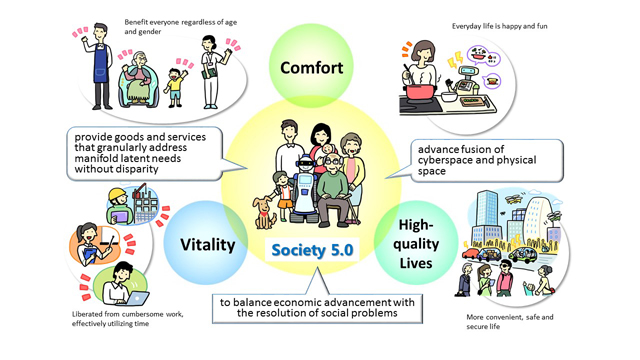 Benefit everyone regardless of age
and gender
Everyday life is happy and fun
Comfort
provide goods and services
that granularly address
manifold latent needs
without disparity
advance fusion of
cyberspace and physical
space
Vitality
Society 5.0
High-
quality
Lives
to balance economic advancement with
the resolution of social problems
Liberated from cumbersome work,
effectively utilizing time
More convenient, safe and
secure life